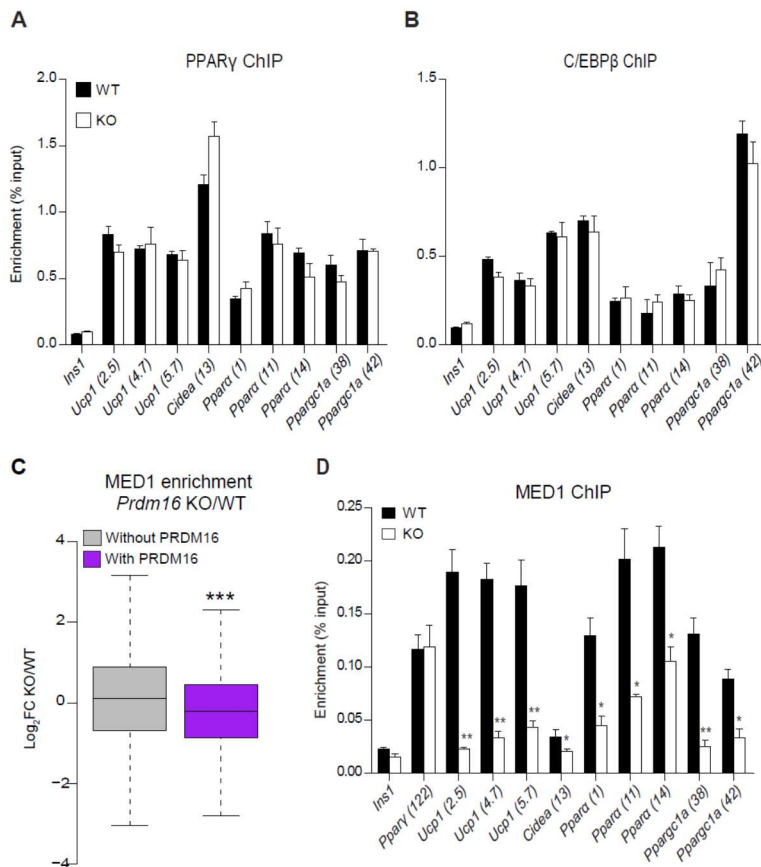 A
PPARγ ChIP
Enrichment (% input)
2.0
1.5
1.0
0.5
0.0
WT
KO
Ins1
Ucp1 (2.5)
Ucp1 (4.7)
Ucp1 (5.7)
Cidea (13)
Pparα (1)
Pparα (11)
Pparα (14)
Ppargc1a (38)
Ppargc1a (42)
B
C/EBPβ ChIP
1.5
1.0
0.5
0.0
Ins1
Ucp1 (2.5)
Ucp1 (4.7)
Ucp1 (5.7)
Cidea (13)
Pparα (1)
Pparα (11)
Pparα (14)
Ppargc1a (38)
Ppargc1a (42)
C
MED1 enrichment
Prdm16 KO/WT
Log2FC KO/WT
4
2
0
−2
−4
Without PRDM16
With PRDM16
***
D
MED1 ChIP
Enrichment (% input)
0.25
0.20
0.15
0.10
0.05
0.00
WT
KO
**
**
**
*
*
*
*
**
*
Ins1
Pparγ (122)
Ucp1 (2.5)
Ucp1 (4.7)
Ucp1 (5.7)
Cidea (13)
Pparα (1)
Pparα (11)
Pparα (14)
Ppargc1a (38)
Ppargc1a (42)